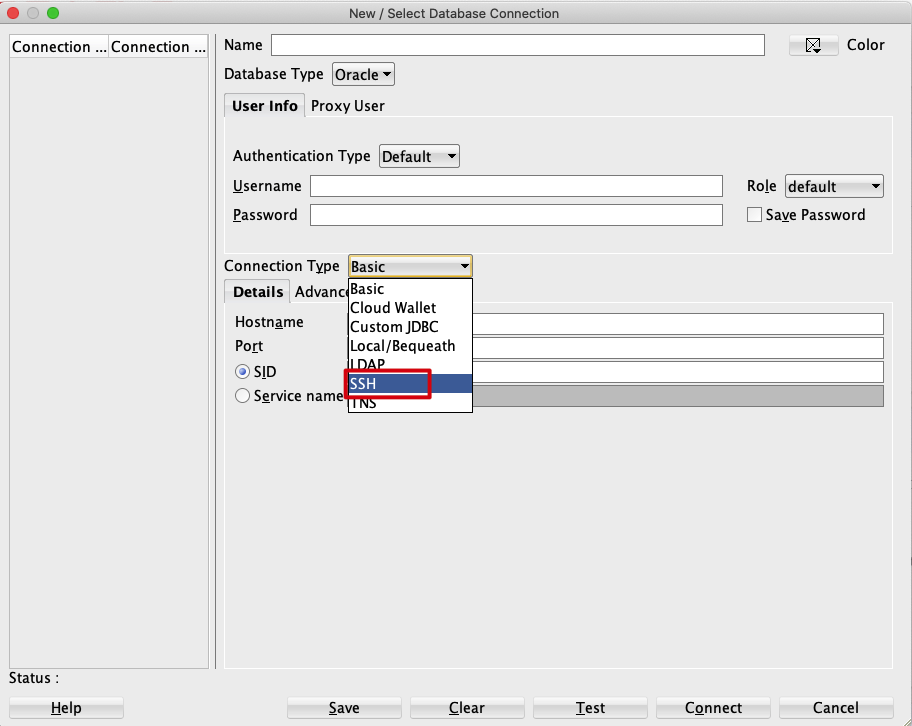 New / Select Database Connection
Connection ... Connection ...
Name
Color
Database Type Oracle
User Info Proxy User
Authentication Type Default
Username
Role default
Password
Save Password
Connection Type Basic
Basic
Cloud Wallet
Custom JDBC
Local/Bequeath
LDAP
SSH
TNS
Details Advanc
Hostname
Port
SID
Service name
Status :
Help Save Clear Test Connect Cancel